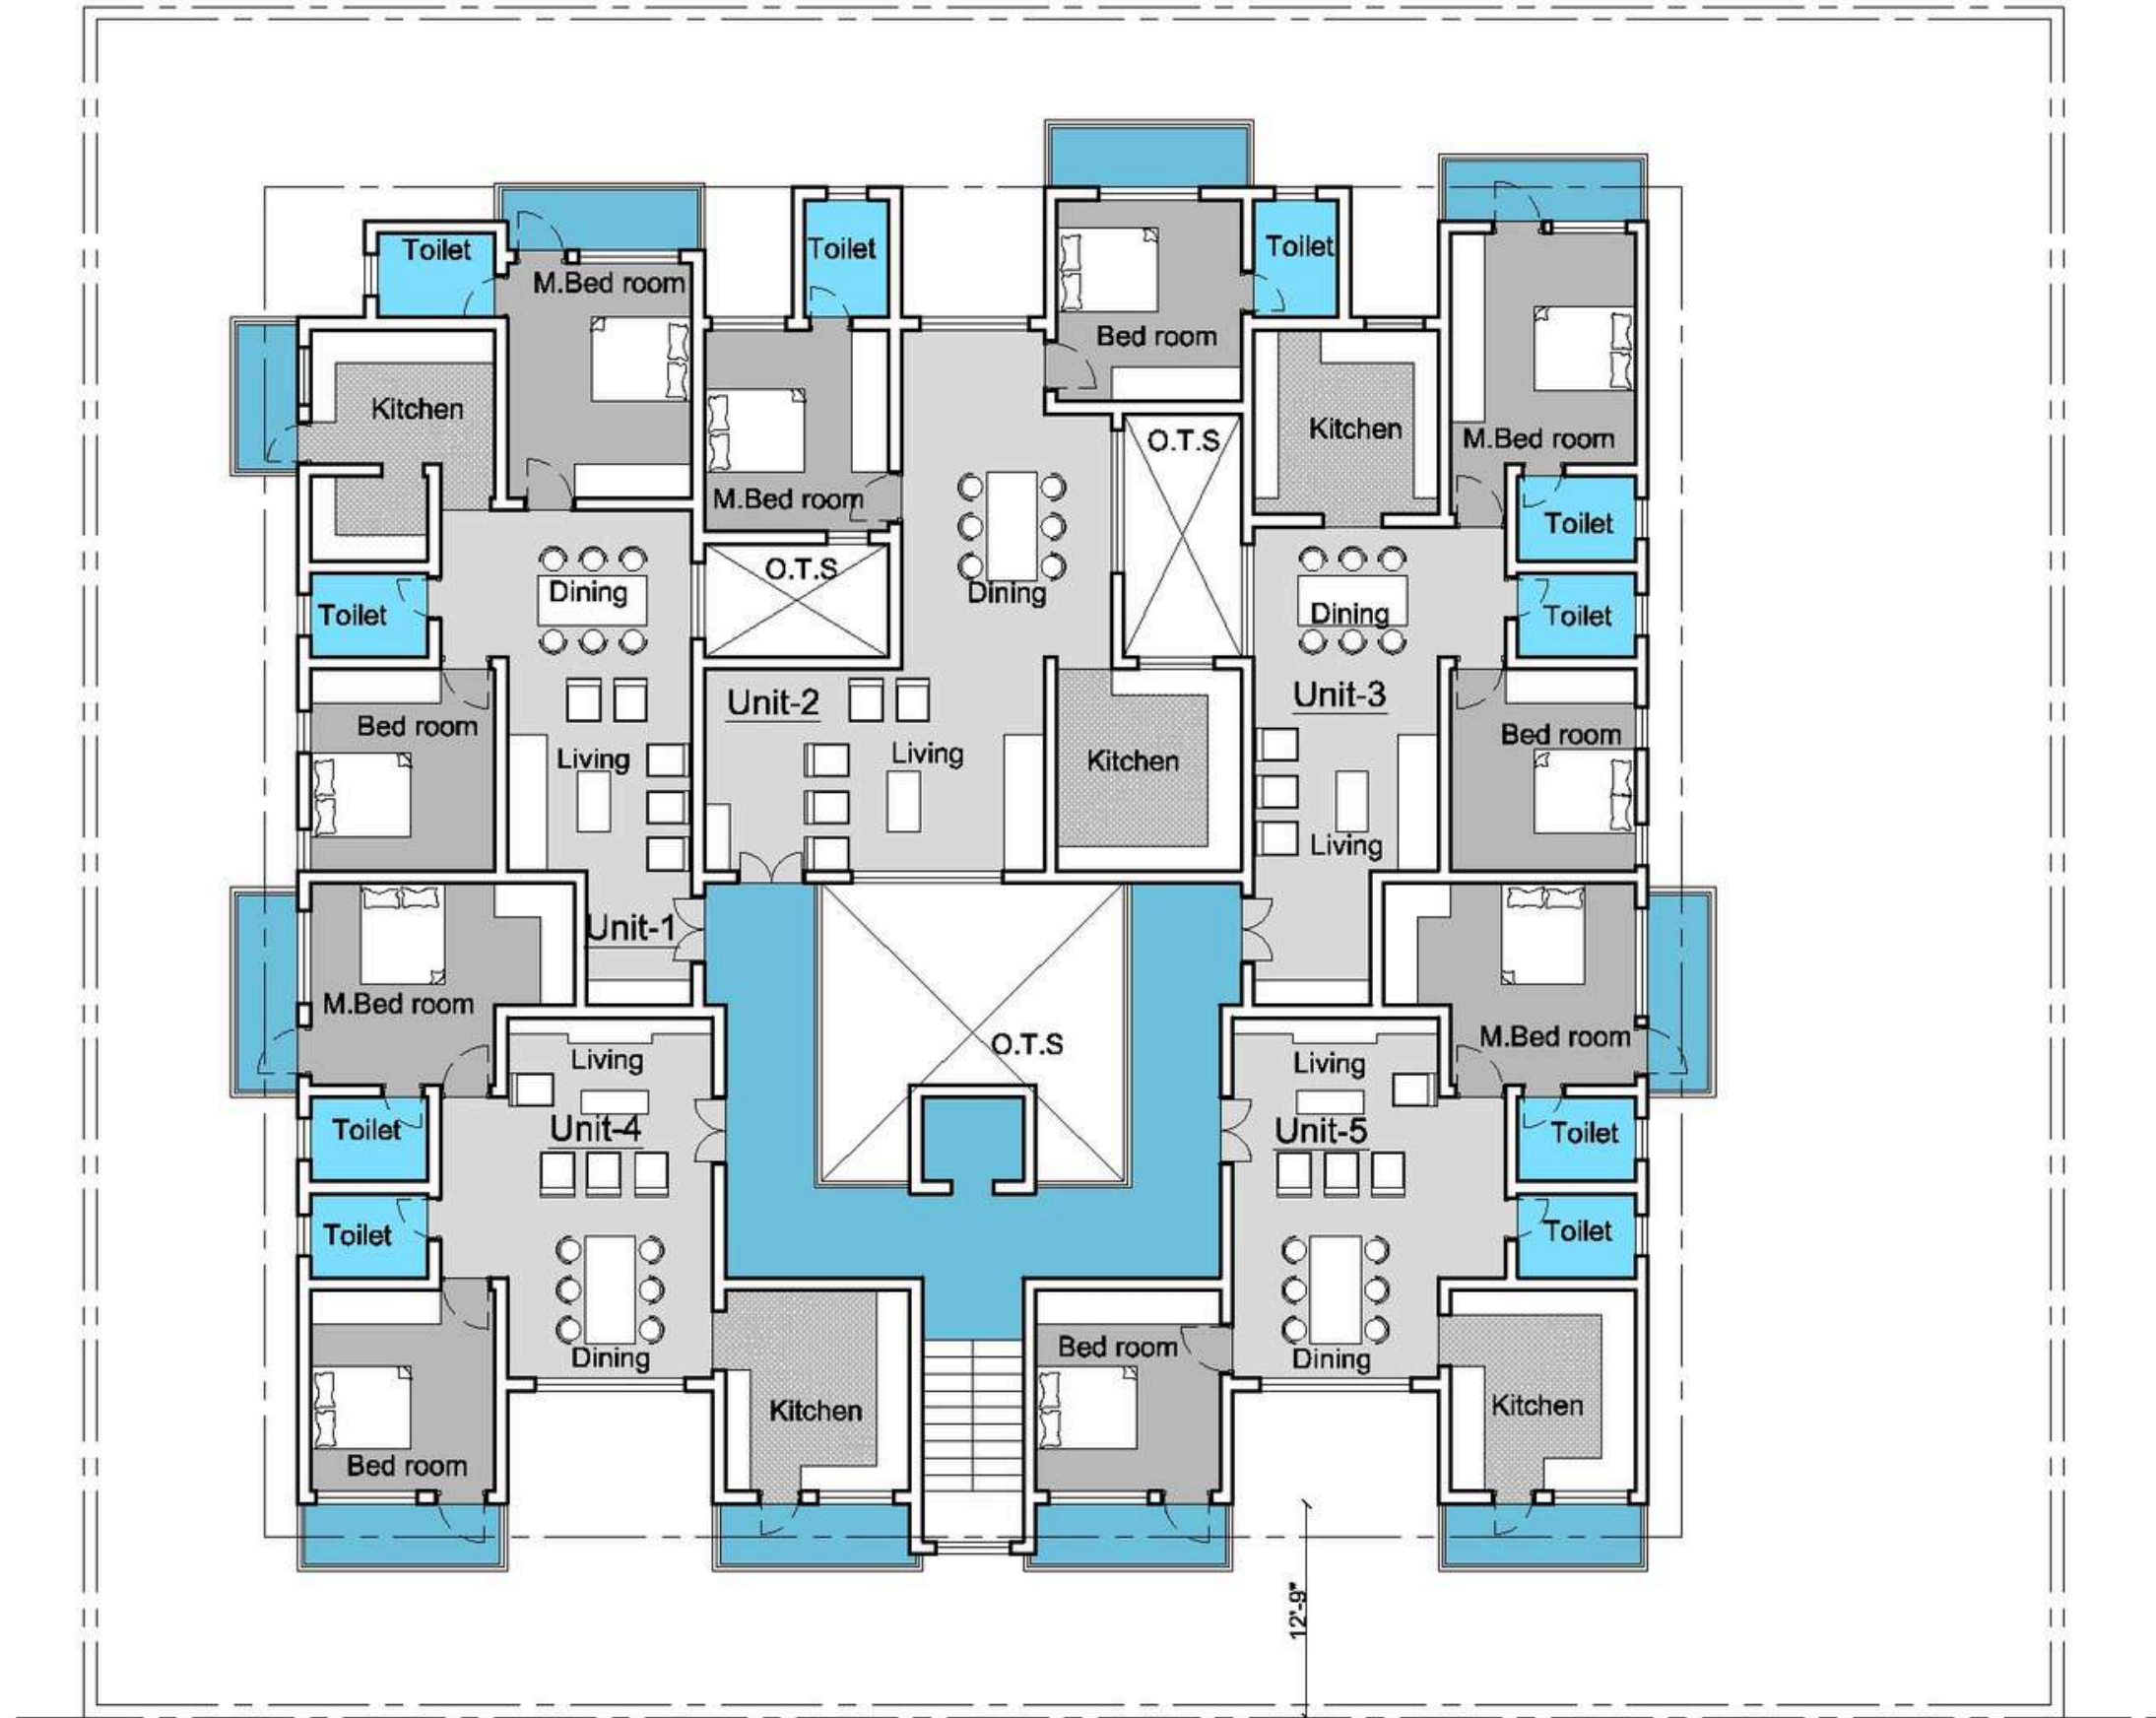 Toilet
Toilet
Toilet
M.Bed room
Bed room
Kitchen
Kitchen
M.Bed room
O.T.S
M.Bed room
Toilet
O.T.S
Dining
Dining
Dining
Toilet
Toilet
Unit-2
Unit-3
Bed room
Bed room
Living
Living
Kitchen
Living
Unit-1
M.Bed room
M.Bed room
O.T.S
Living
Living
Toilet
Unit-4
Unit-5
Toilet
Toilet
Toilet
Dining
Bed room
Dining
Kitchen
Kitchen
Bed room
12'-9"